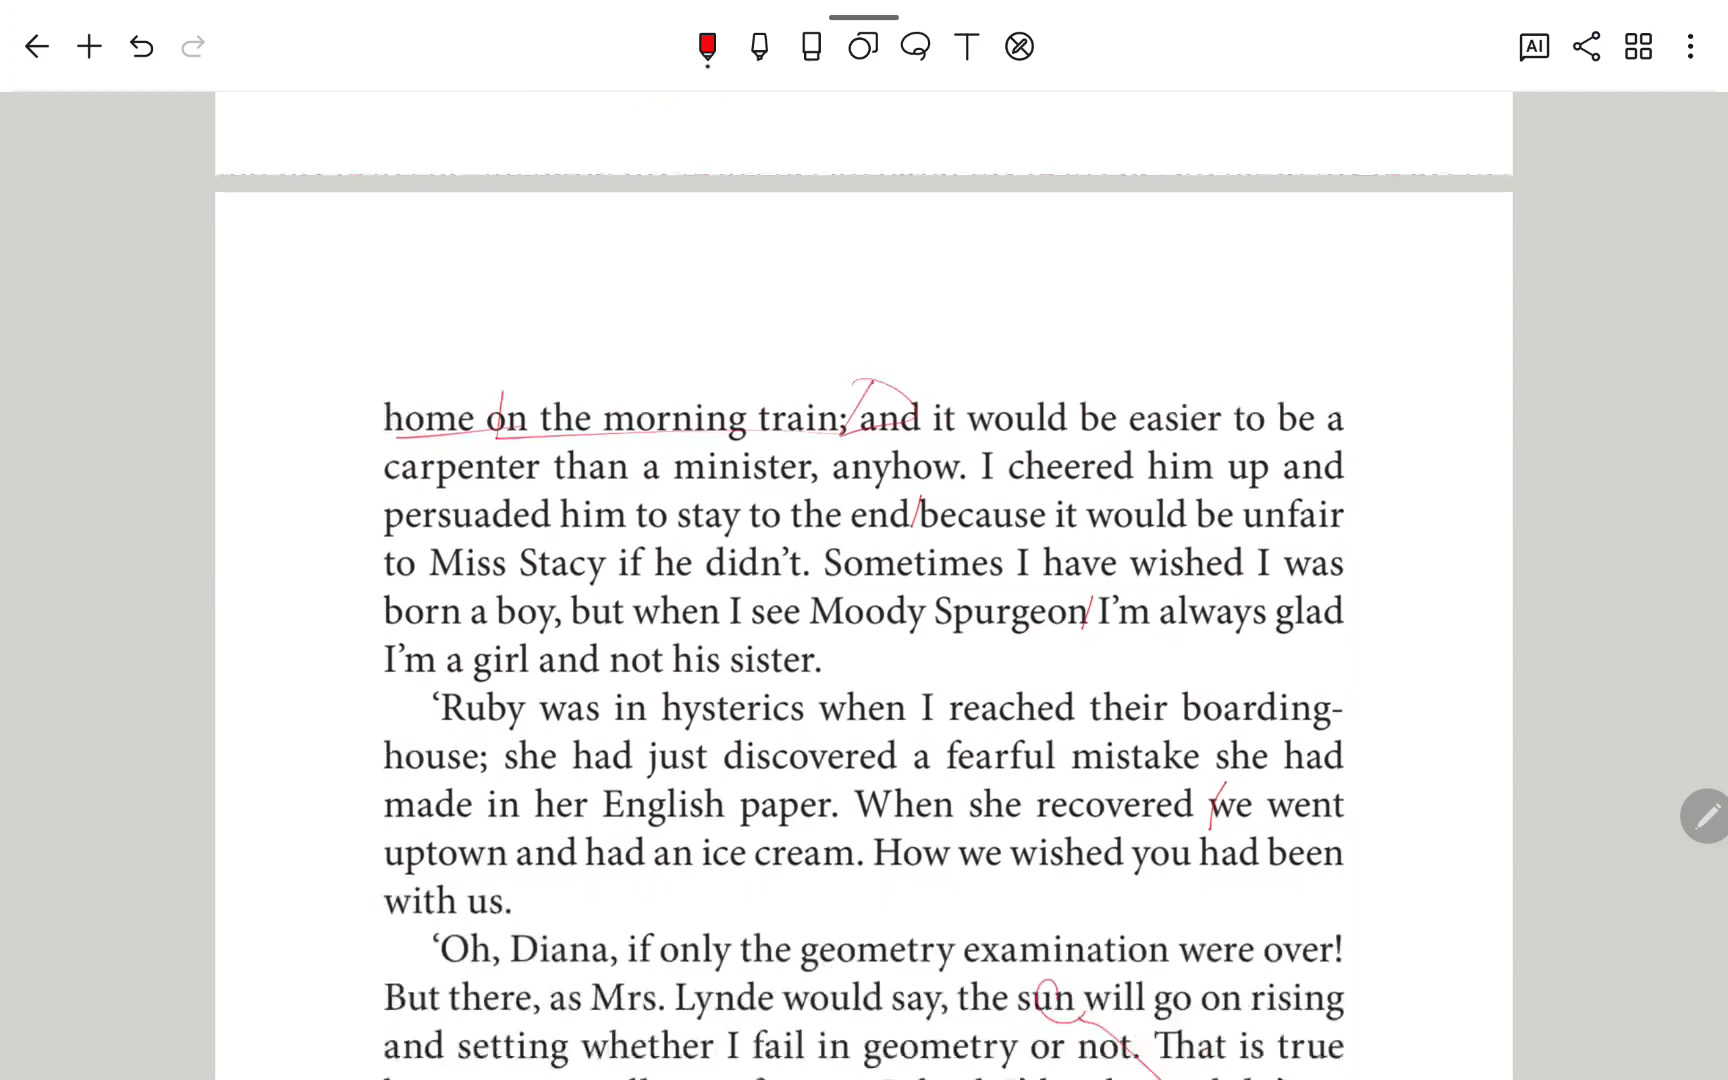 AI
home on the morning train; and it would be easier to be a
carpenter than a minister, anyhow. I cheered him up and
persuaded him to stay to the end because it would be unfair
to Miss Stacy if he didn’t. Sometimes I have wished I was
born a boy, but when I see Moody Spurgeon I’m always glad
I’m a girl and not his sister.
‘Ruby was in hysterics when I reached their boarding-
house; she had just discovered a fearful mistake she had
made in her English paper. When she recovered we went
uptown and had an ice cream. How we wished you had been
with us.
‘Oh, Diana, if only the geometry examination were over!
But there, as Mrs. Lynde would say, the sun will go on rising
and setting whether I fail in geometry or not. That is true